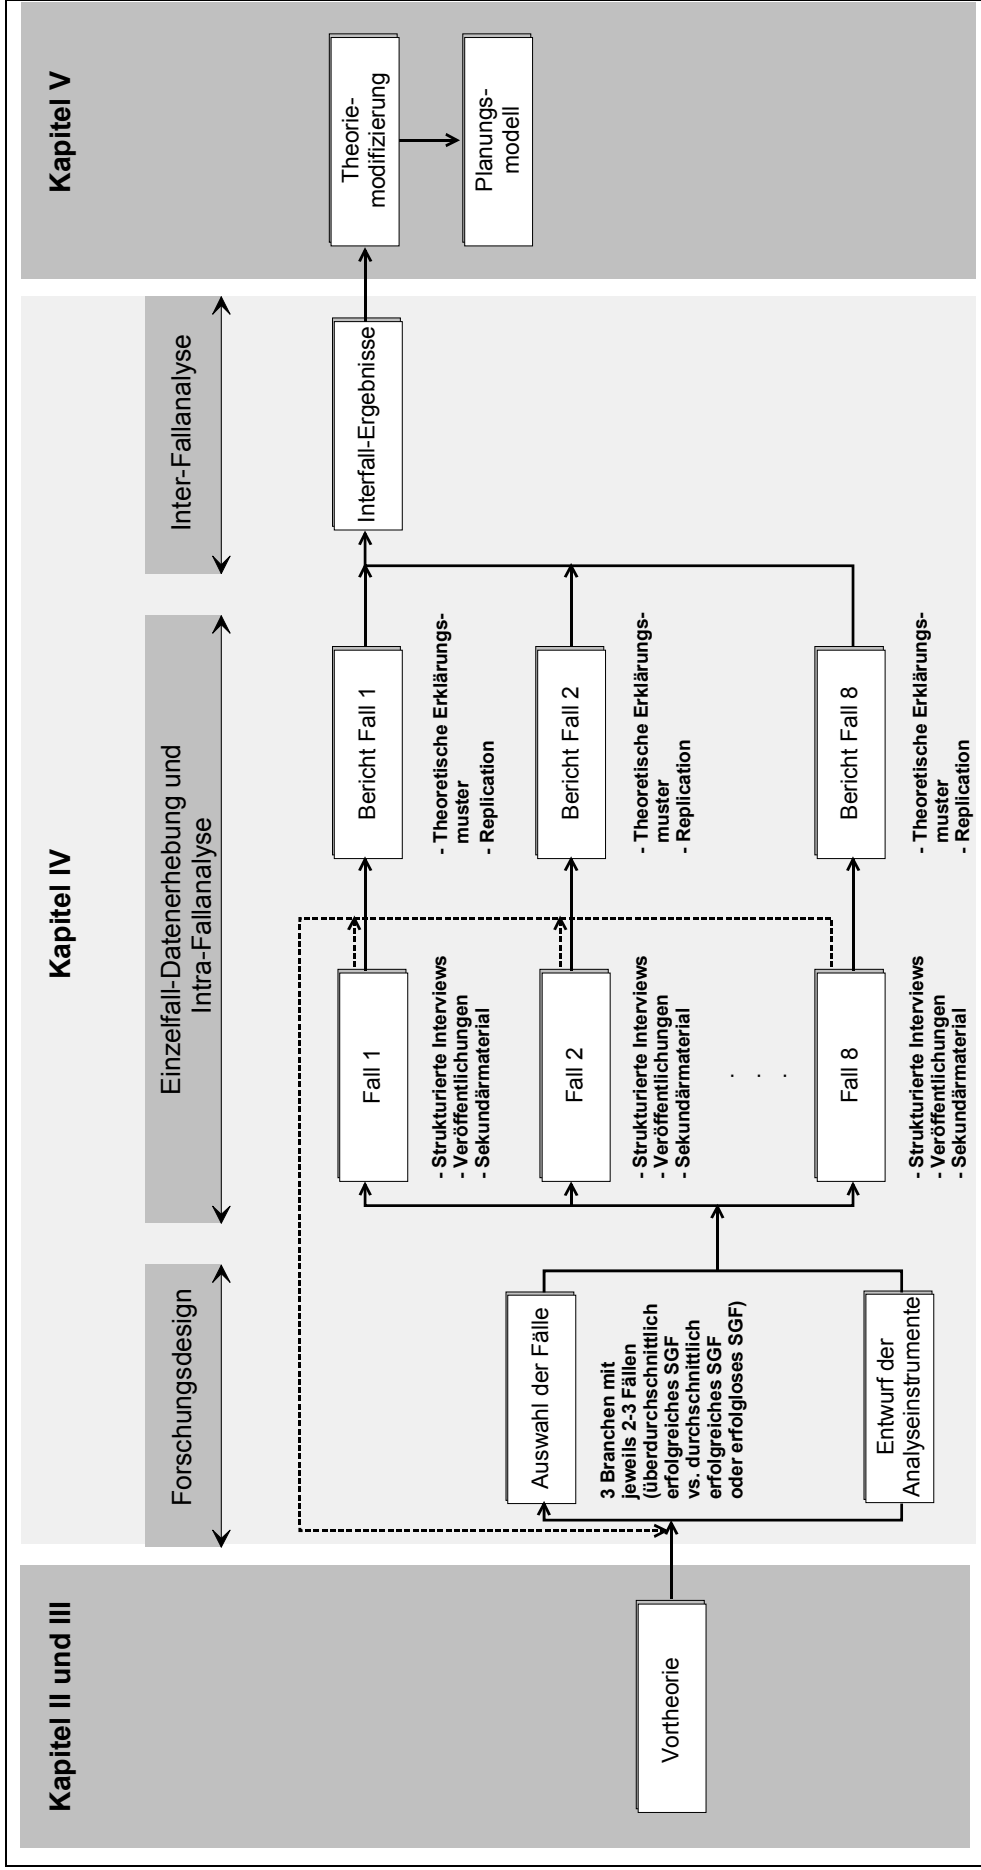 Kapitel II und III
Vortheorie
Kapitel IV
Forschungsdesign
Auswahl der Fälle
3 Branchen mit
jeweils 2-3 Fällen
(überdurchschnittlich
erfolgreiches SGF
vs. durchschnittlich
erfolgreiches SGF
oder erfolgloses SGF)
Entwurf der
Analyseinstrumente
Einzelfall-Datenerhebung und
Intra-Fallanalyse
Fall 1
- Strukturierte Interviews
- Veröffentlichungen
- Sekundärmaterial
Bericht Fall 1
- Theoretische Erklärungs-
muster
- Replication
Fall 2
- Strukturierte Interviews
- Veröffentlichungen
- Sekundärmaterial
Bericht Fall 2
- Theoretische Erklärungs-
muster
- Replication
. . .
Fall 8
- Strukturierte Interviews
- Veröffentlichungen
- Sekundärmaterial
Bericht Fall 8
- Theoretische Erklärungs-
muster
- Replication
Inter-Fallanalyse
Interfall-Ergebnisse
Kapitel V
Theorie-
modifizierung
Planungs-
modell